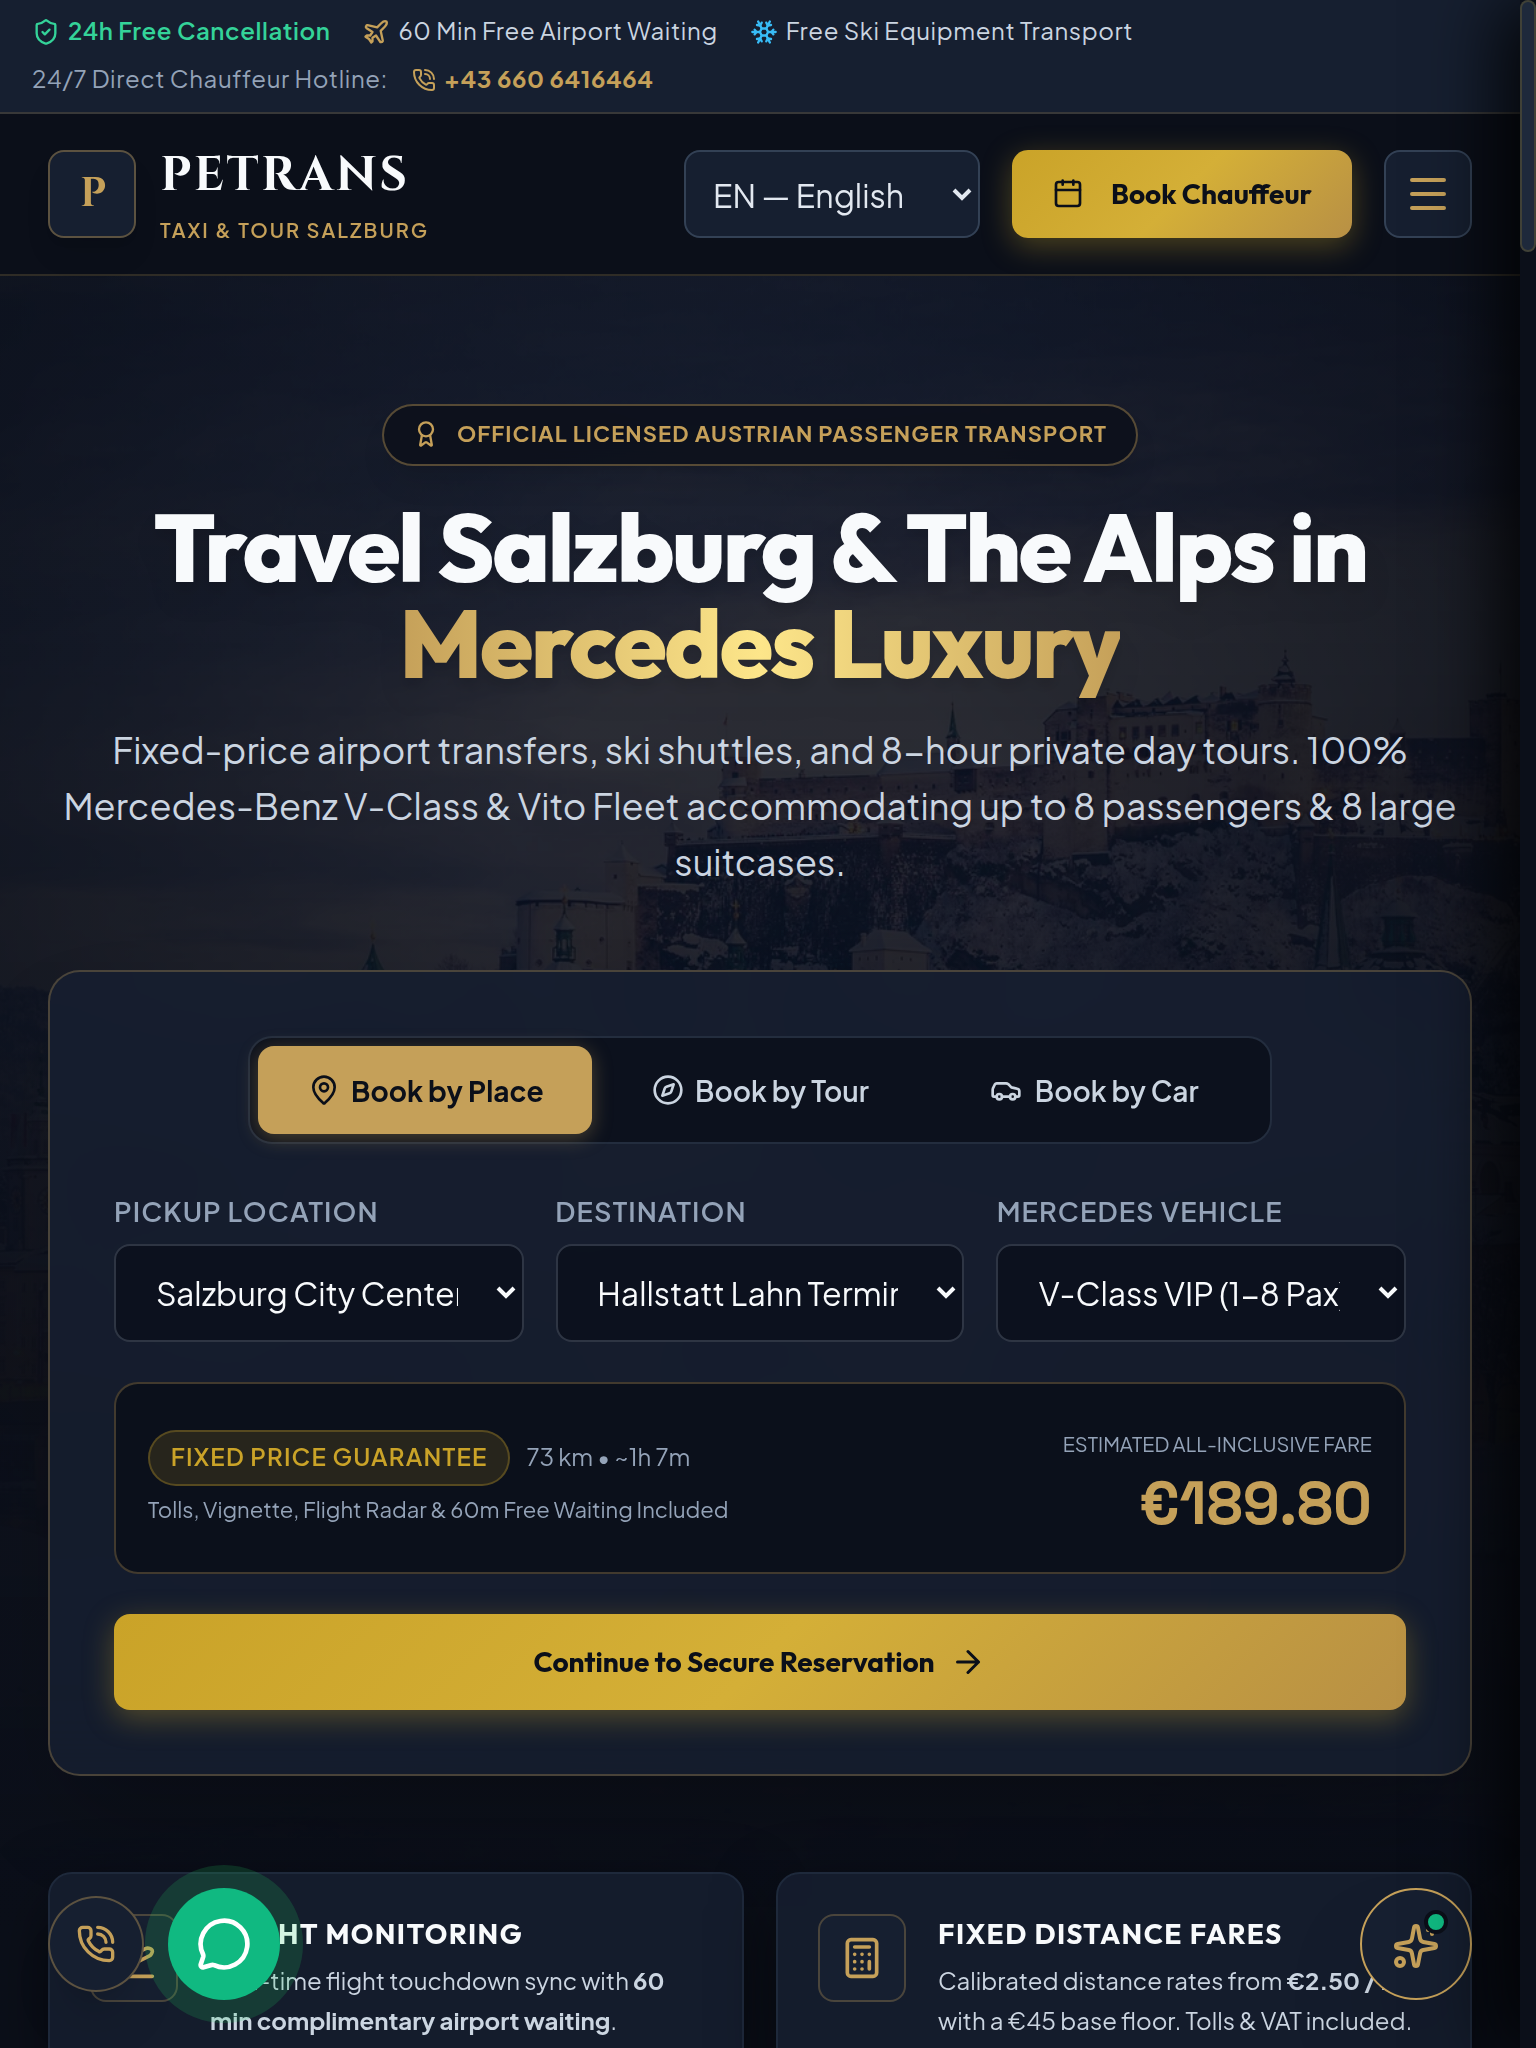 24h Free Cancellation 60 Min Free Airport Waiting Free Ski Equipment Transport
24/7 Direct Chauffeur Hotline: +43 660 6416464
P
PETRANS
TAXI & TOUR SALZBURG
EN — English
Book Chauffeur
OFFICIAL LICENSED AUSTRIAN PASSENGER TRANSPORT
Travel Salzburg & The Alps in
Mercedes Luxury
Fixed-price airport transfers, ski shuttles, and 8–hour private day tours. 100%
Mercedes-Benz V-Class & Vito Fleet accommodating up to 8 passengers & 8 large
suitcases.
Book by Place Book by Tour Book by Car
PICKUP LOCATION DESTINATION MERCEDES VEHICLE
Salzburg City Center Hallstatt Lahn V-Class VIP (1–8 Pax)
FIXED PRICE GUARANTEE 73 km • ~1h 7m
Tolls, Vignette, Flight Radar & 60m Free Waiting Included
ESTIMATED ALL-INCLUSIVE FARE
€189.80
Continue to Secure Reservation
HT MONITORING
-time flight touchdown sync with 60
min complimentary airport waiting.
FIXED DISTANCE FARES
Calibrated distance rates from €2.50 /
with a €45 base floor. Tolls & VAT included.